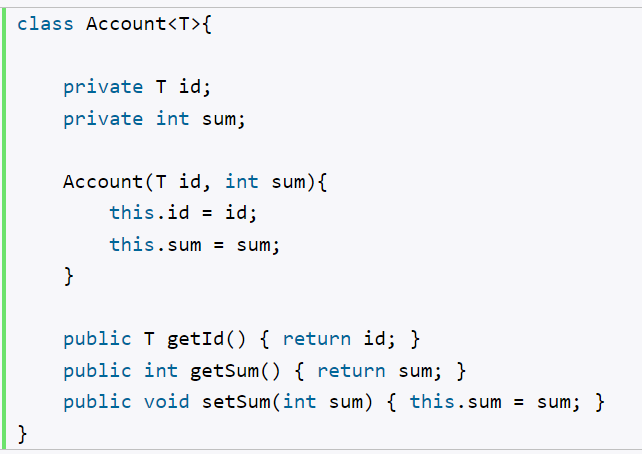 class Account<T>{
private T id;
private int sum;
Account(T id, int sum){
this.id = id;
this.sum = sum;
}
public T getId() { return id; }
public int getSum() { return sum; }
public void setSum(int sum) { this.sum = sum; }
}